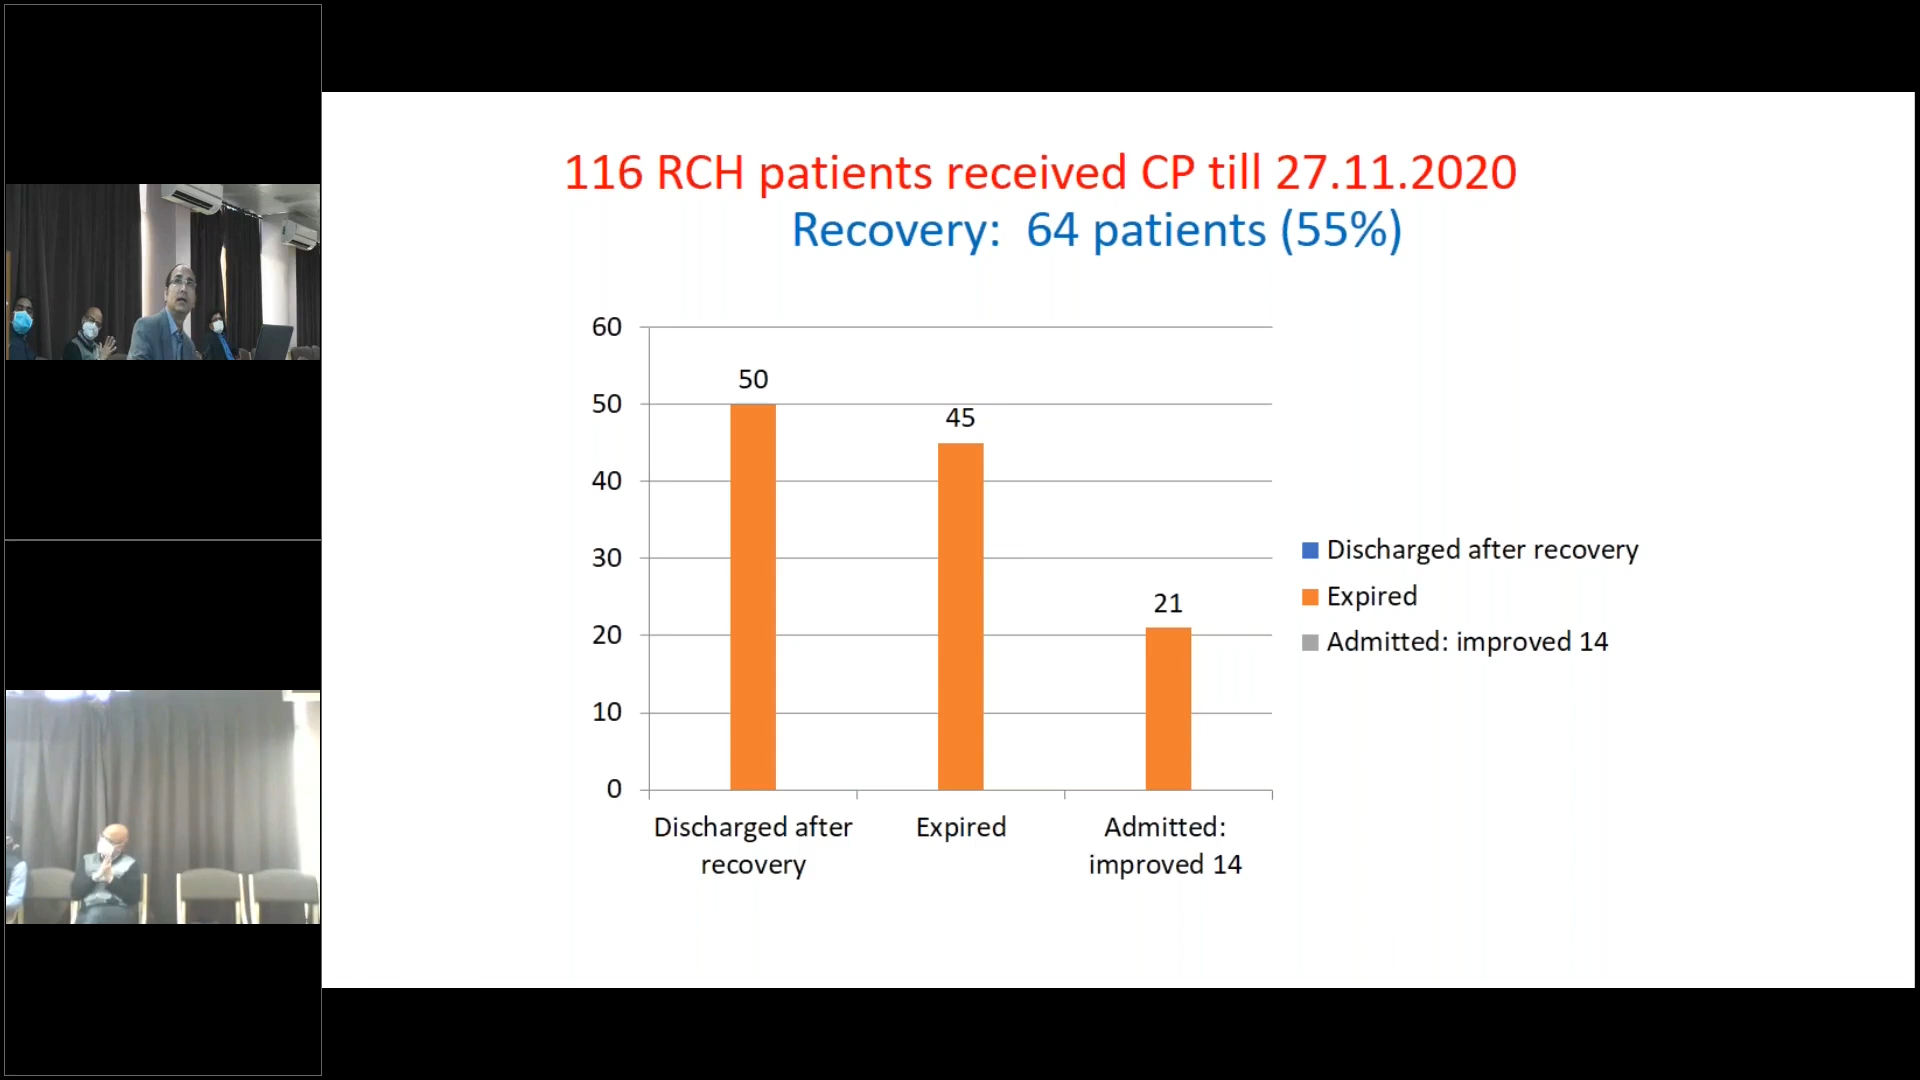 116 RCH patients received CP till 27.11.2020
Recovery: 64 patients (55%)
60
50
40
30
20
10
0
50
45
21
Discharged after
recovery
Expired
Admitted:
improved 14
Discharged after recovery
Expired
Admitted: improved 14